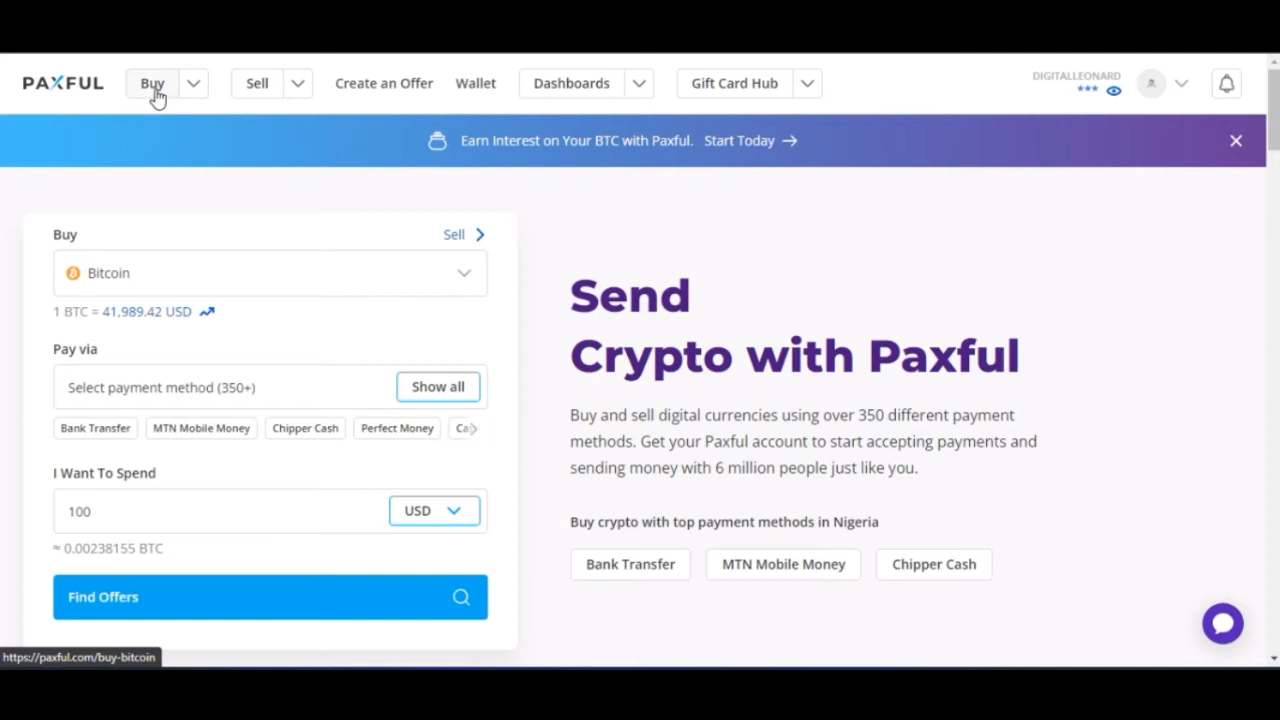 PAXFUL
Buy
Sell
Create an Offer
Wallet
Dashboards
Gift Card Hub
DIGITALLEONARD
***
Earn Interest on Your BTC with Paxful. Start Today →
Buy
Sell
Bitcoin
1 BTC = 41,989.42 USD
Pay via
Select payment method (350+)
Show all
Bank Transfer
MTN Mobile Money
Chipper Cash
Perfect Money
I Want To Spend
100
USD
≈ 0.00238155 BTC
Find Offers
Send
Crypto with Paxful
Buy and sell digital currencies using over 350 different payment
methods. Get your Paxful account to start accepting payments and
sending money with 6 million people just like you.
Buy crypto with top payment methods in Nigeria
Bank Transfer
MTN Mobile Money
Chipper Cash
https://paxful.com/buy-bitcoin